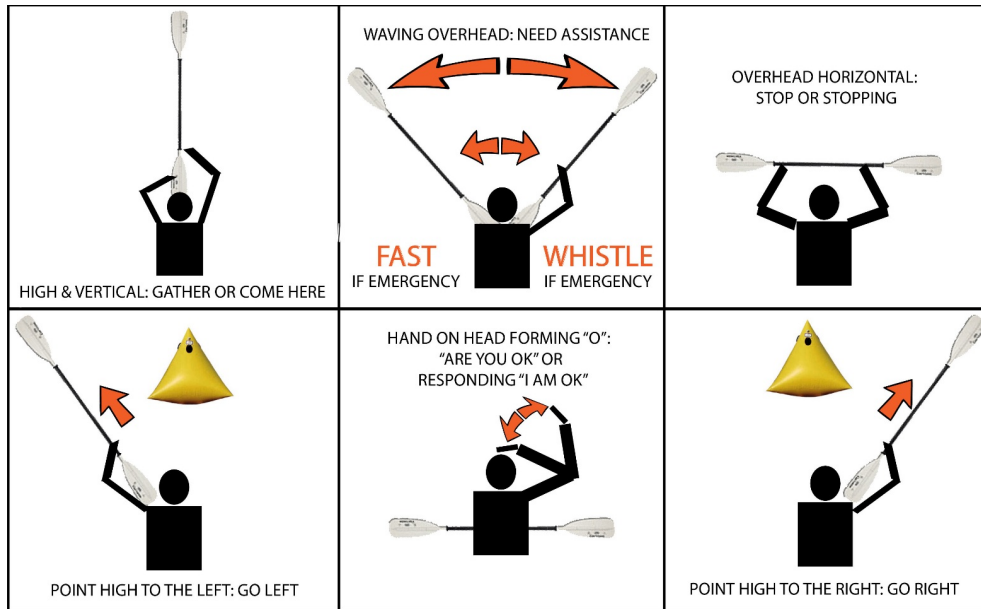 HIGH & VERTICAL: GATHER OR COME HERE
WAVING OVERHEAD: NEED ASSISTANCE
FAST
IF EMERGENCY
WHISTLE
IF EMERGENCY
OVERHEAD HORIZONTAL:
STOP OR STOPPING
POINT HIGH TO THE LEFT: GO LEFT
HAND ON HEAD FORMING “O”:
“ARE YOU OK” OR
RESPONDING “I AM OK”
POINT HIGH TO THE RIGHT: GO RIGHT